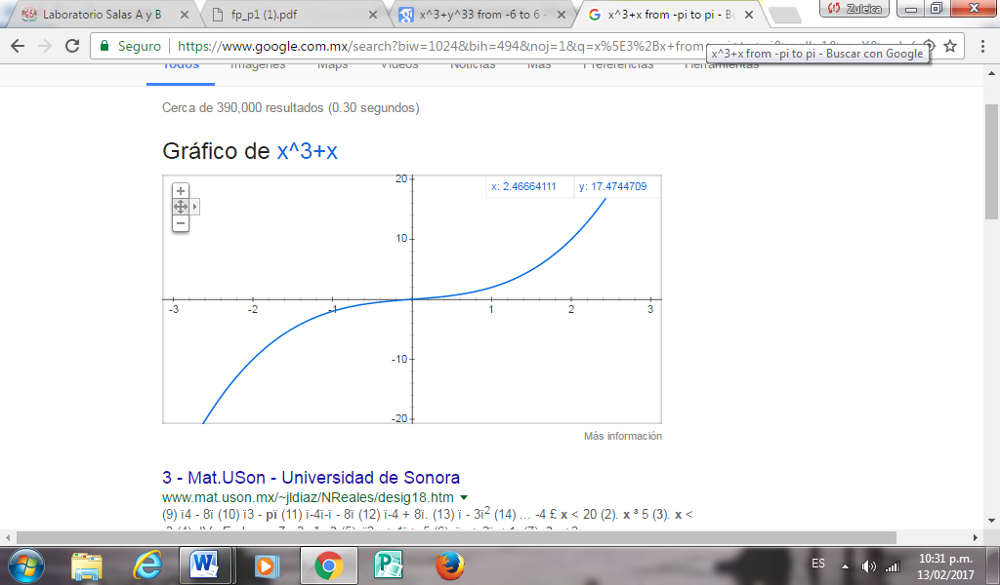 Laboratorio Salas A y B
fp_p1 (1).pdf
x^3+y^33 from -6 to 6 -
x^3+x from -pi to pi - Bu
Zuleica
Seguro
https://www.google.com.mx/search?biw=1024&bih=494&noj=1&q=x%5E3%2Bx+from
x^3+x from -pi to pi - Buscar con Google
Todos Imágenes Maps Vídeos Noticias Más Preferencias Herramientas
Cerca de 390,000 resultados (0.30 segundos)
Gráfico de x^3+x
x: 2.46664111 y: 17.4744709
20
10
-3 -2 -1 1 2 3
-10
-20
Más información
3 - Mat.USon - Universidad de Sonora
www.mat.uson.mx/~jldiaz/NReales/desig18.htm
(9) ï4 - 8ï (10) ï3 - pï (11) ï-4ï-ï - 8ï (12) ï-4 + 8ï. (13) ï - 3ï² (14) ... -4 £ x < 20 (2). x ³ 5 (3). x <
ES
10:31 p.m.
13/02/2017